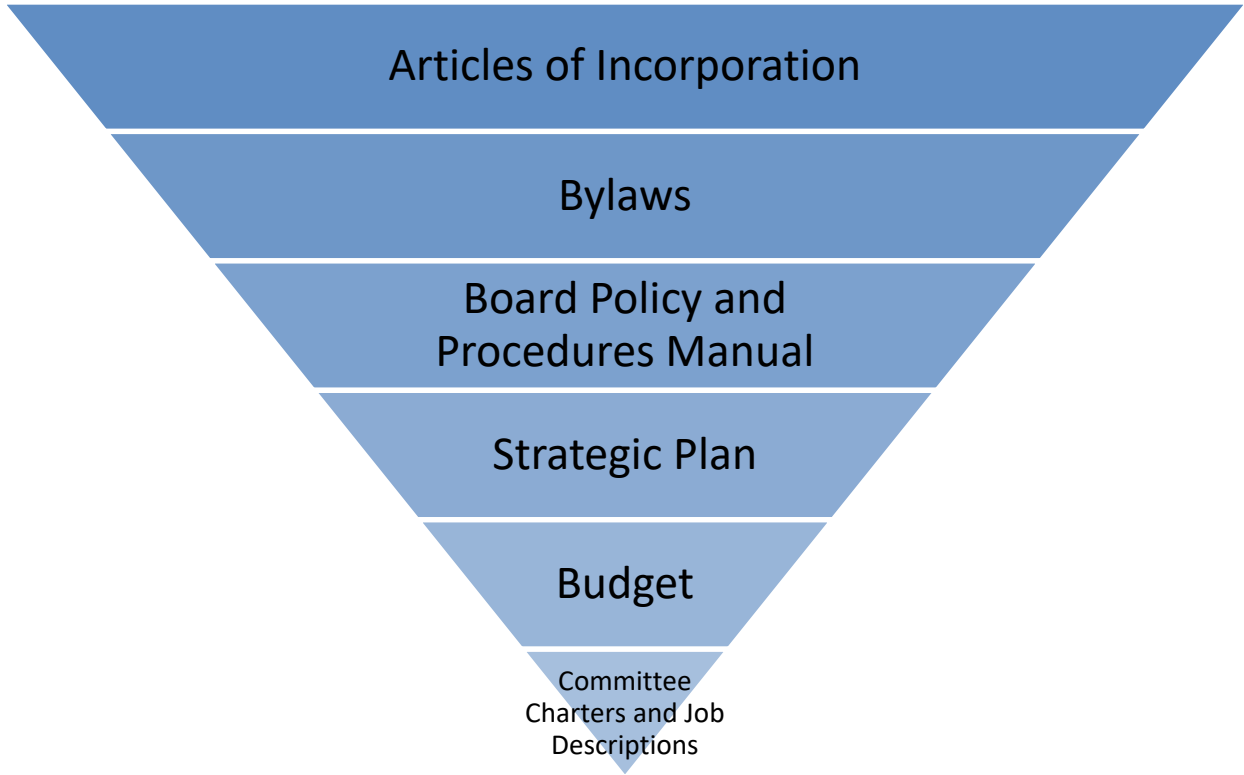 Articles of Incorporation
Bylaws
Board Policy and
Procedures Manual
Strategic Plan
Budget
Committee
Charters and Job
Descriptions